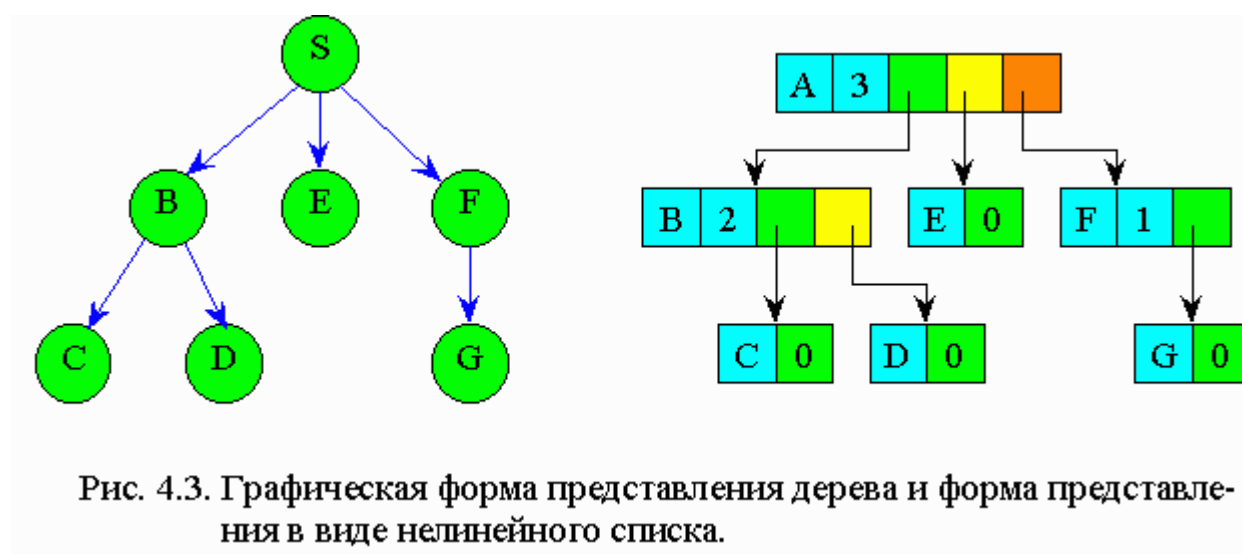 S
A 3
B E F
B 2 E 0 F 1
C D G
C 0 D 0 G 0
Рис. 4.3. Графическая форма представления дерева и форма представле-
ния в виде нелинейного списка.